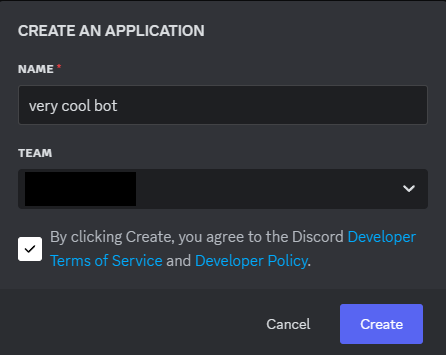 CREATE AN APPLICATION
NAME *
very cool bot
TEAM
By clicking Create, you agree to the Discord Developer
Terms of Service and Developer Policy.
Cancel
Create